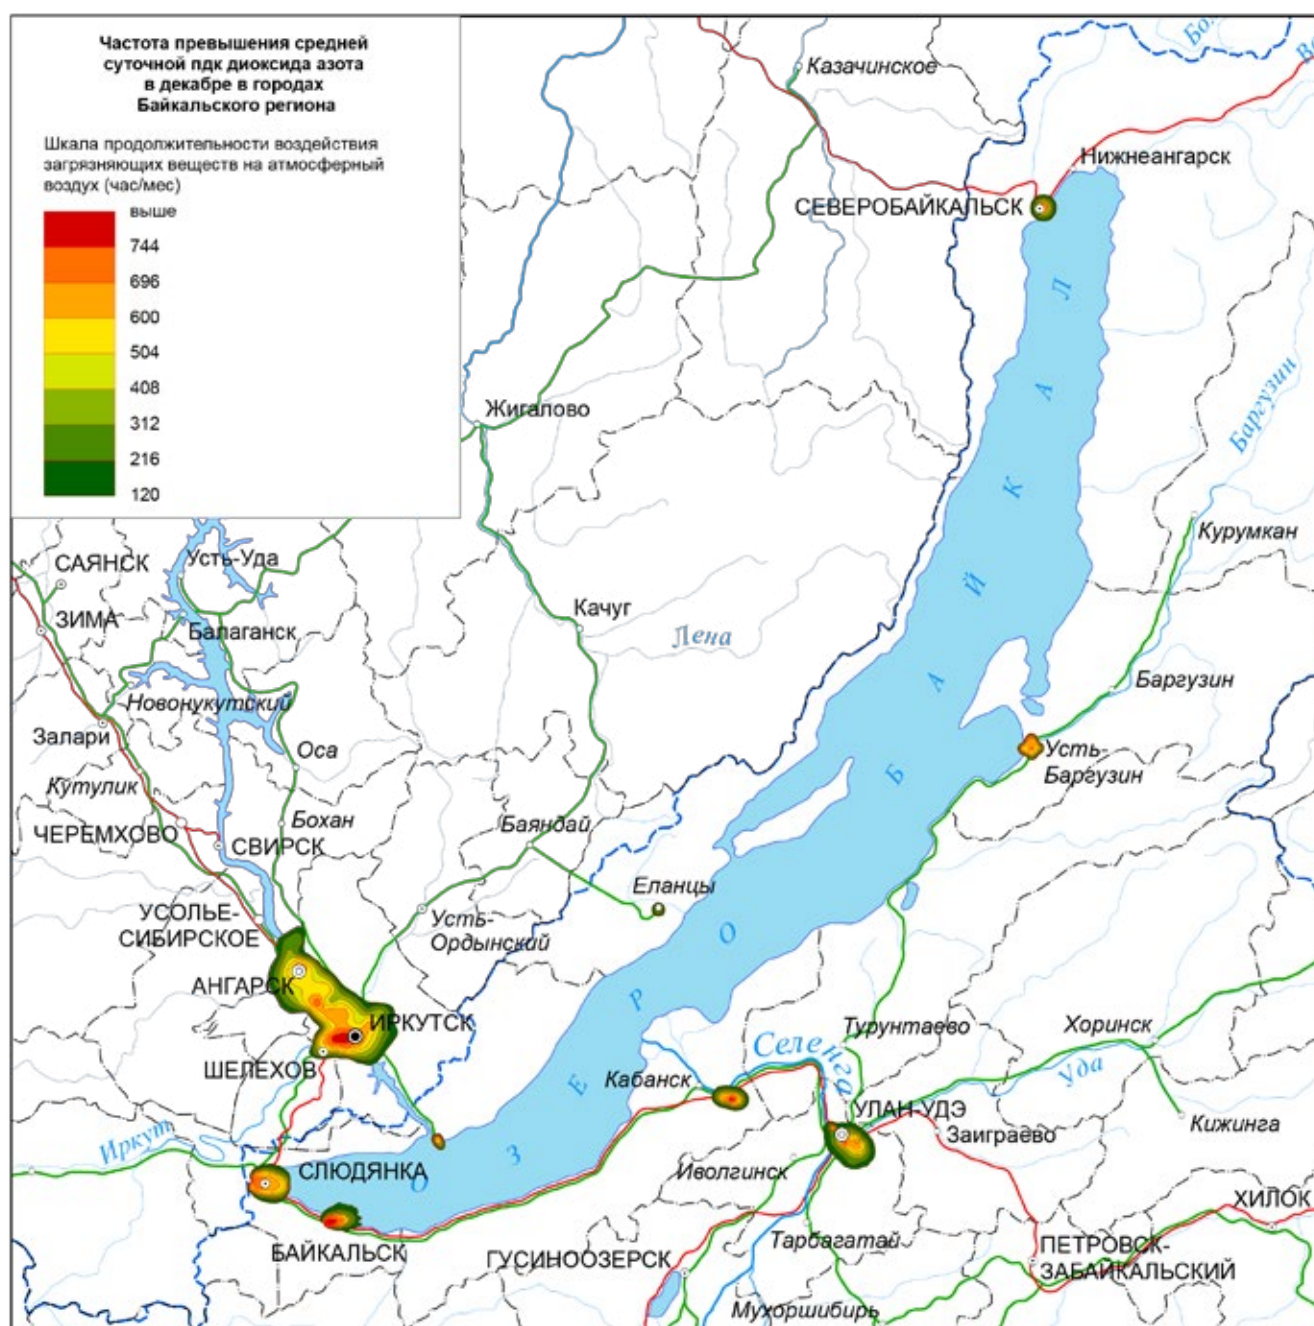 Частота превышения средней
суточной пдк диоксида азота
в декабре в городах
Байкальского региона
Шкала продолжительности воздействия
загрязняющих веществ на атмосферный
воздух (час/мес)
выше
744
696
600
504
408
312
216
120
Казачинское
Нижнеангарск
СЕВЕРОБАЙКАЛЬСК
Жигалово
Баргузин
Курумкан
САЯНСК
Усть-Уда
ЗИМА
Балаганск
Качуг
Лена
Новонукутский
Баргузин
Залари
Оса
Усть-
Баргузин
Кутулик
ЧЕРЕМХОВО
Бохан
СВИРСК
Баяндай
Еланцы
УСОЛЬЕ-
СИБИРСКОЕ
Усть-
Ордынский
АНГАРСК
ИРКУТСК
ШЕЛЕХОВ
ОЗЕРО БАЙКАЛ
Селенга
Турунтаево
Хоринск
Уда
Кабанск
УЛАН-УДЭ
Заиграево
Кижинга
Иркут
СЛЮДЯНКА
Иволгинск
БАЙКАЛЬСК
ГУСИНООЗЕРСК
Тарбагатай
ХИЛОК
ПЕТРОВСК-
ЗАБАЙКАЛЬСКИЙ
Мухоршибирь